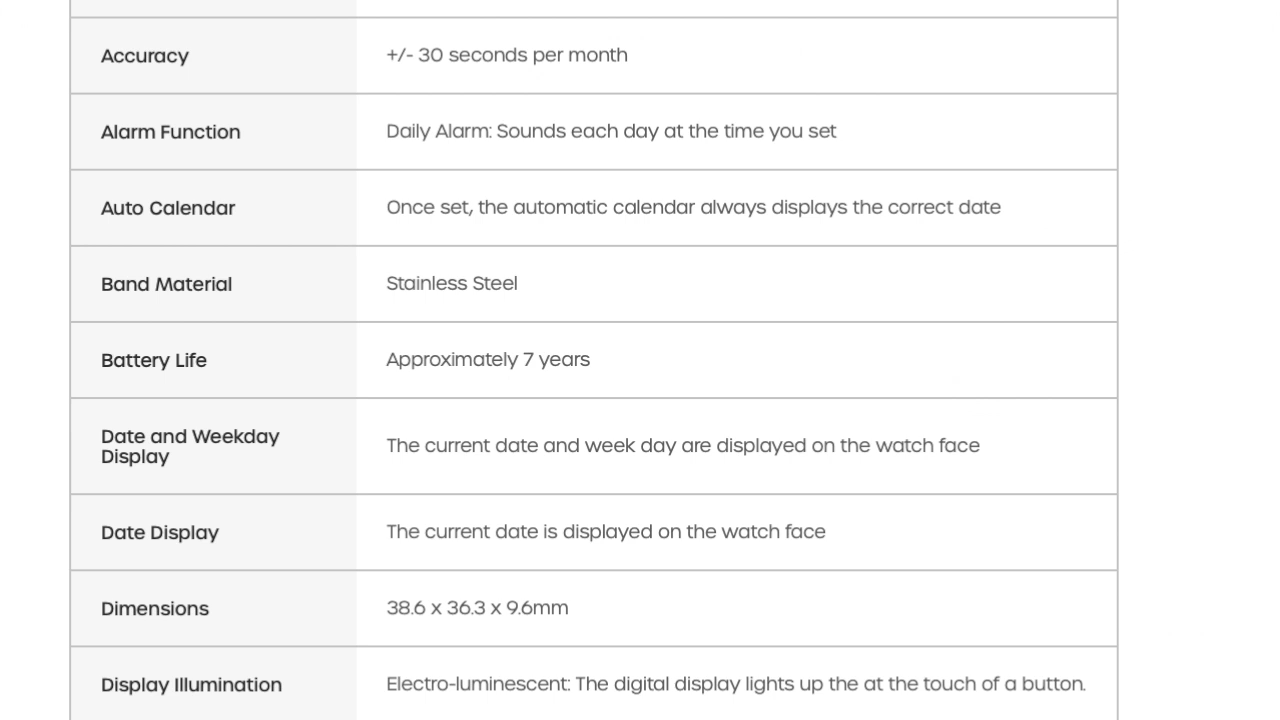 Accuracy
+/- 30 seconds per month
Alarm Function
Daily Alarm: Sounds each day at the time you set
Auto Calendar
Once set, the automatic calendar always displays the correct date
Band Material
Stainless Steel
Battery Life
Approximately 7 years
Date and Weekday
Display
The current date and week day are displayed on the watch face
Date Display
The current date is displayed on the watch face
Dimensions
38.6 x 36.3 x 9.6mm
Display Illumination
Electro-luminescent: The digital display lights up the at the touch of a button.